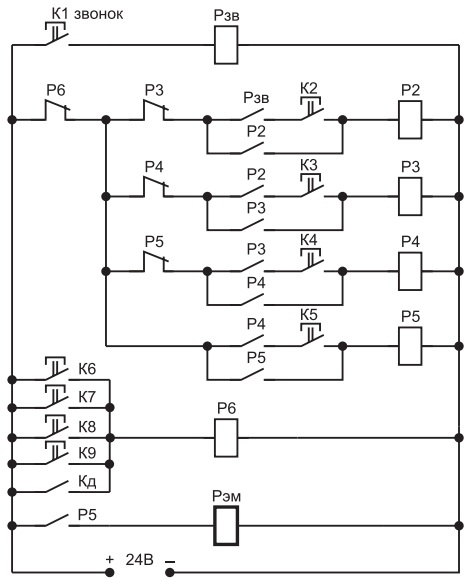 К1 звонок
Рзв
Р6
Р3
Рзв
К2
Р2
Р2
Р4
Р2
К3
Р3
Р3
Р5
Р3
К4
Р4
Р4
Р4
К5
Р5
Р5
К6
К7
К8
К9
Кд
Р6
Р5
Рэм
+ 24В –